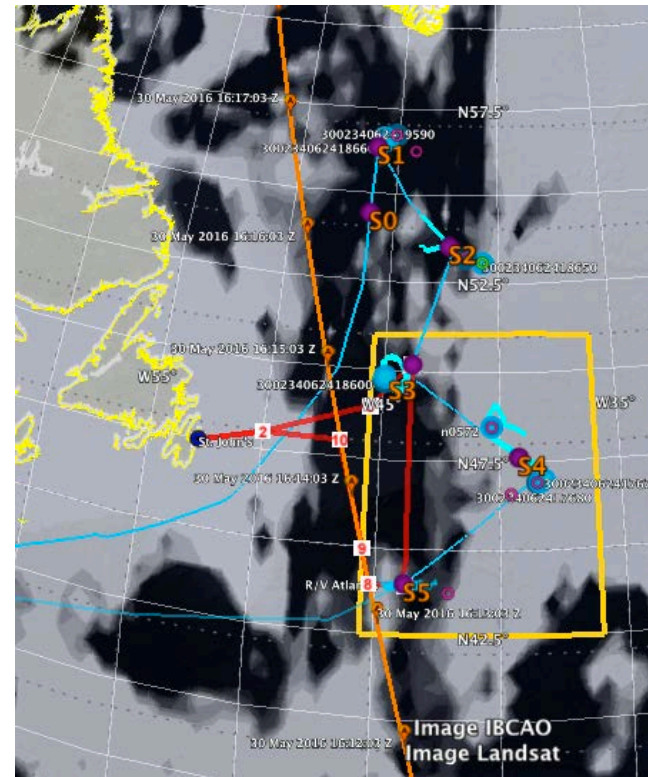 30 May 2016 16:17:03 Z
N57.5°
S1
S0
30 May 2016 16:16:03 Z
S2
300234062418650
N52.5°
30 May 2016 16:15:03 Z
W55°
300234062418600
S3
W45
W35°
n0572
St. John's
2
10
N47.5°
S4
30 May 2016 16:14:03 Z
300234062417680
9
8
R/V Atlan
S5
30 May 2016 16:13:03 Z
N42.5°
30 May 2016 16:12:03 Z
Image IBCAO
Image Landsat